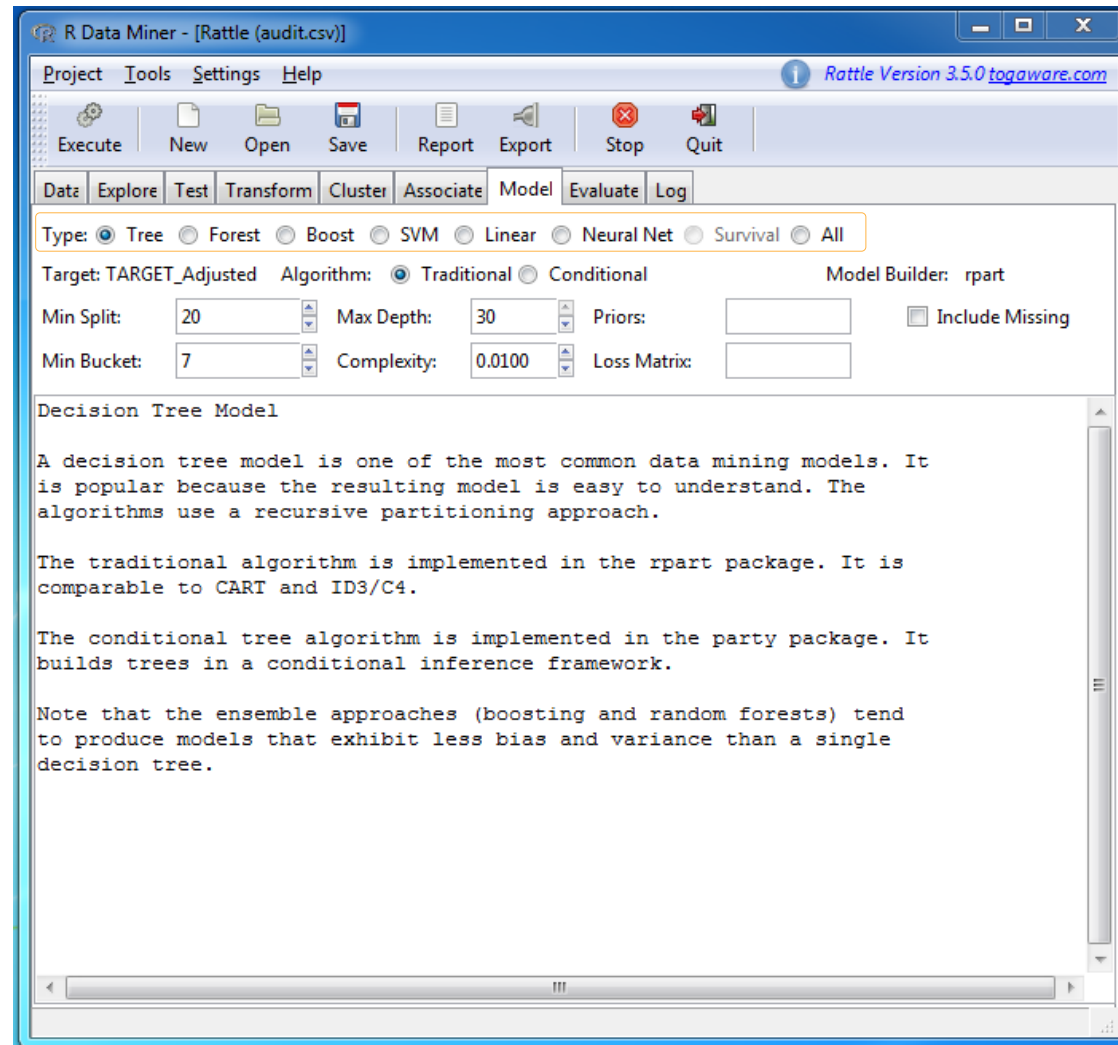 R Data Miner - [Rattle (audit.csv)]
Project Tools Settings Help Rattle Version 3.5.0 togaware.com
Execute New Open Save Report Export Stop Quit
Data Explore Test Transform Cluster Associate Model Evaluate Log
Type: Tree Forest Boost SVM Linear Neural Net Survival All
Target: TARGET_Adjusted Algorithm: Traditional Conditional Model Builder: rpart
Min Split: 20 Max Depth: 30 Priors: Include Missing
Min Bucket: 7 Complexity: 0.0100 Loss Matrix:
Decision Tree Model
A decision tree model is one of the most common data mining models. It
is popular because the resulting model is easy to understand. The
algorithms use a recursive partitioning approach.
The traditional algorithm is implemented in the rpart package. It is
comparable to CART and ID3/C4.
The conditional tree algorithm is implemented in the party package. It
builds trees in a conditional inference framework.
Note that the ensemble approaches (boosting and random forests) tend
to produce models that exhibit less bias and variance than a single
decision tree.